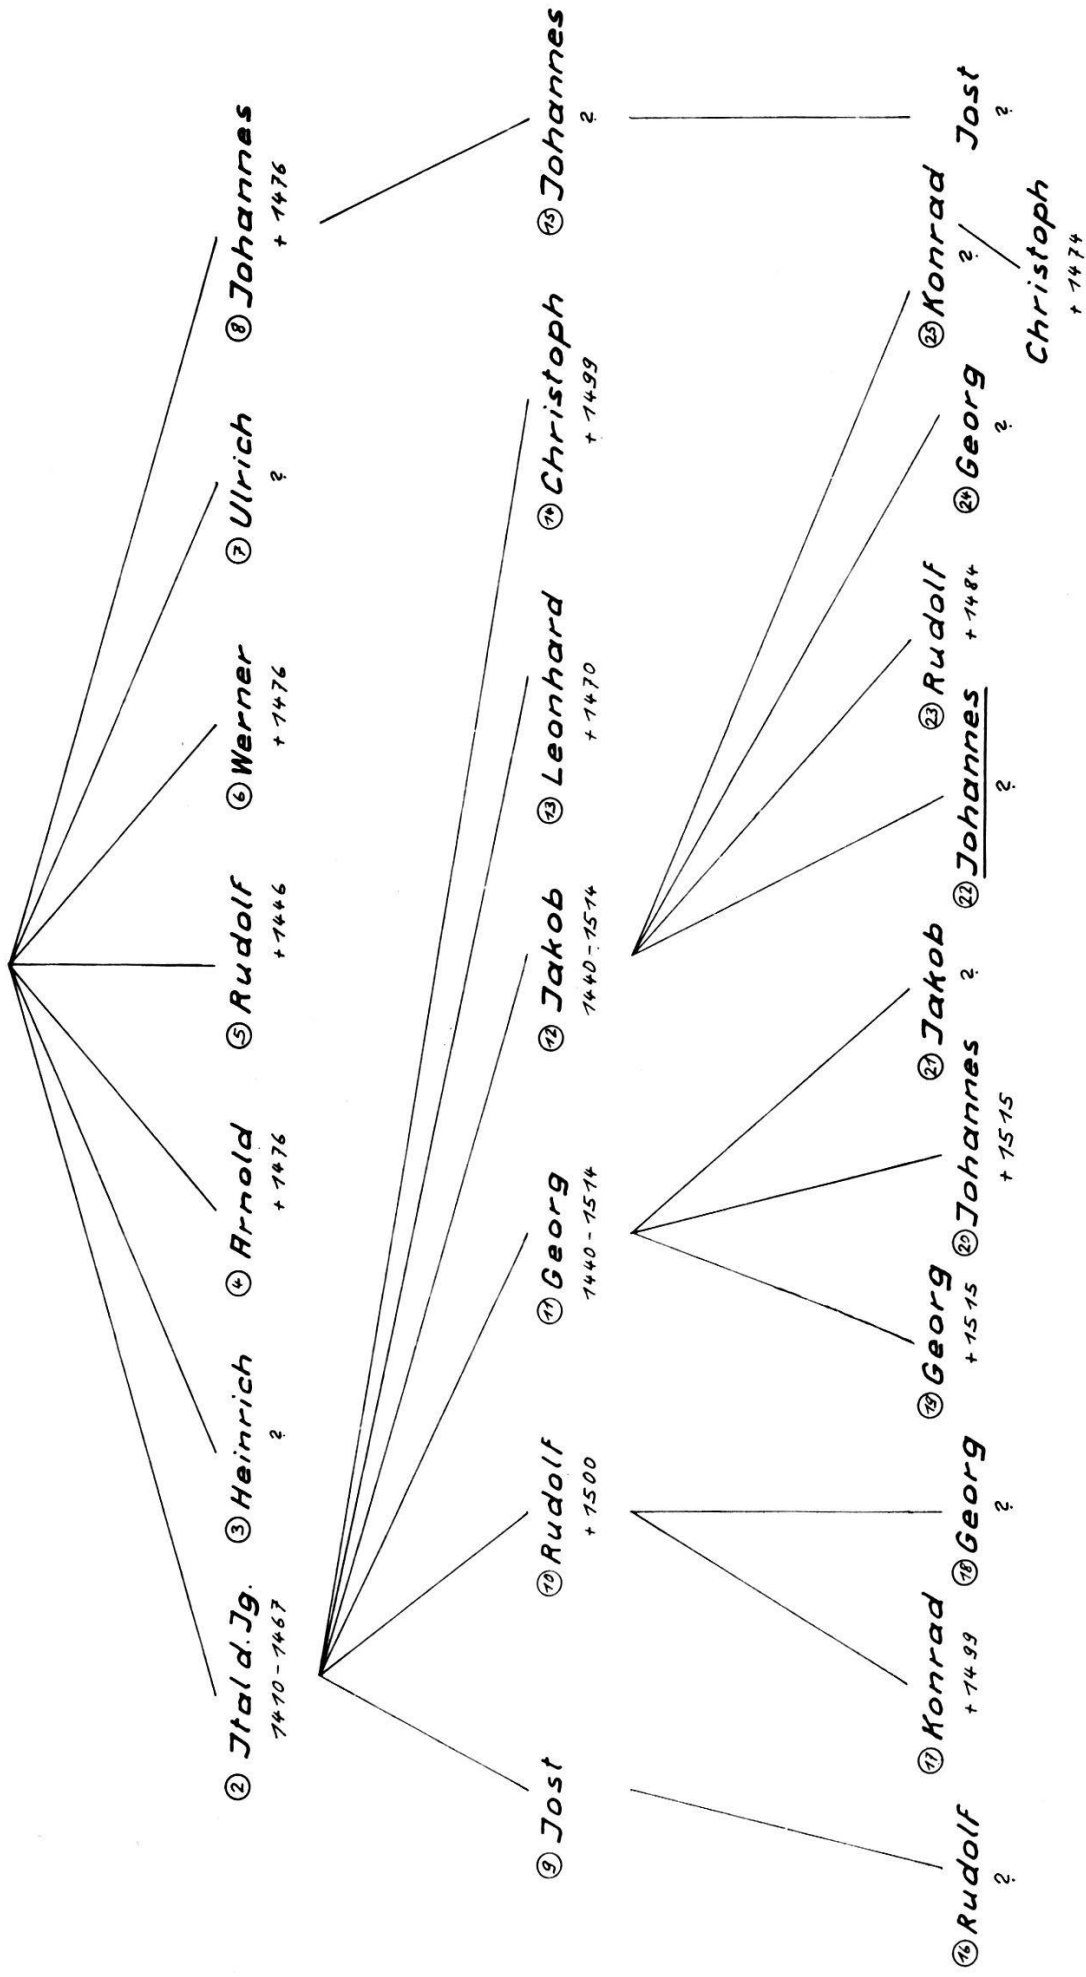 ② Jtal d. Jg.
1410-1467
③ Heinrich
?
④ Arnold
+ 1476
⑤ Rudolf
+ 1446
⑥ Werner
+ 1476
⑦ Ulrich
?
⑧ Johannes
+ 1476
⑨ Jost
⑩ Rudolf
+ 1500
⑪ Georg
1440-1514
⑫ Jakob
1440-1514
⑬ Leonhard
+ 1470
⑭ Christoph
+ 1499
⑮ Johannes
?
⑯ Rudolf
?
⑰ Konrad
+ 1499
⑱ Georg
?
⑲ Georg
+ 1515
⑳ Johannes
+ 1515
㉑ Jakob
?
㉒ Johannes
?
㉓ Rudolf
+ 1484
㉔ Georg
?
㉕ Konrad
?
Jost
?
Christoph
+ 1474